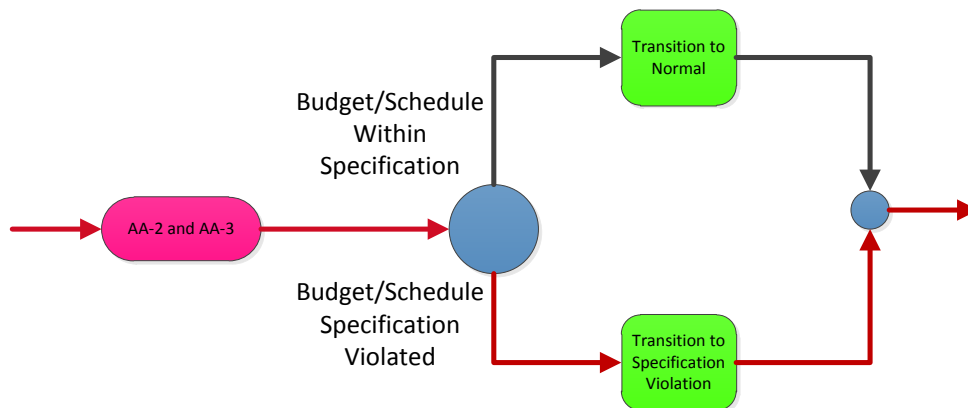 Transition to
Normal
Budget/Schedule
Within
Specification
AA-2 and AA-3
Budget/Schedule
Specification
Violated
Transition to
Specification
Violation